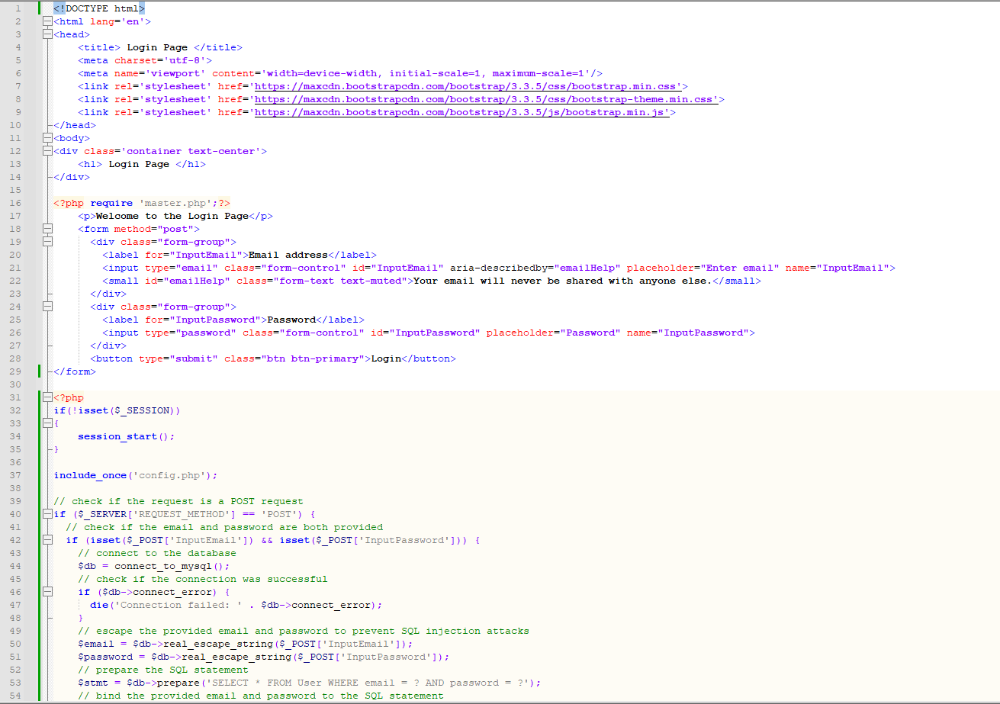 1 <!DOCTYPE html>
2 <html lang='en'>
3 <head>
4 <title> Login Page </title>
5 <meta charset='utf-8'>
6 <meta name='viewport' content='width=device-width, initial-scale=1, maximum-scale=1'/>
7 <link rel='stylesheet' href='https://maxcdn.bootstrapcdn.com/bootstrap/3.3.5/css/bootstrap.min.css'>
8 <link rel='stylesheet' href='https://maxcdn.bootstrapcdn.com/bootstrap/3.3.5/css/bootstrap-theme.min.css'>
9 <link rel='stylesheet' href='https://maxcdn.bootstrapcdn.com/bootstrap/3.3.5/js/bootstrap.min.js'>
10 </head>
11 <body>
12 <div class='container text-center'>
13 <h1> Login Page </h1>
14 </div>
15
16 <?php require 'master.php';?>
17 <p>Welcome to the Login Page</p>
18 <form method="post">
19 <div class="form-group">
20 <label for="InputEmail">Email address</label>
21 <input type="email" class="form-control" id="InputEmail" aria-describedby="emailHelp" placeholder="Enter email" name="InputEmail">
22 <small id="emailHelp" class="form-text text-muted">Your email will never be shared with anyone else.</small>
23 </div>
24 <div class="form-group">
25 <label for="InputPassword">Password</label>
26 <input type="password" class="form-control" id="InputPassword" placeholder="Password" name="InputPassword">
27 </div>
28 <button type="submit" class="btn btn-primary">Login</button>
29 </form>
30
31 <?php
32 if(!isset($_SESSION))
33 {
34 session_start();
35 }
36
37 include_once('config.php');
38
39 // check if the request is a POST request
40 if ($_SERVER['REQUEST_METHOD'] == 'POST') {
41 // check if the email and password are both provided
42 if (isset($_POST['InputEmail']) && isset($_POST['InputPassword'])) {
43 // connect to the database
44 $db = connect_to_mysql();
45 // check if the connection was successful
46 if ($db->connect_error) {
47 die('Connection failed: ' . $db->connect_error);
48 }
49 // escape the provided email and password to prevent SQL injection attacks
50 $email = $db->real_escape_string($_POST['InputEmail']);
51 $password = $db->real_escape_string($_POST['InputPassword']);
52 // prepare the SQL statement
53 $stmt = $db->prepare('SELECT * FROM User WHERE email = ? AND password = ?');
54 // bind the provided email and password to the SQL statement